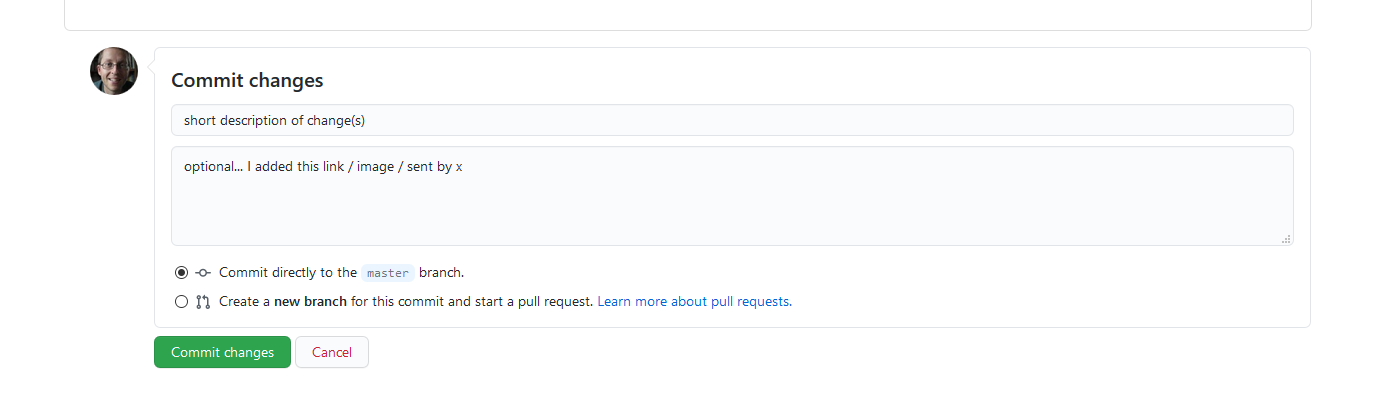 Commit changes
short description of change(s)
optional... I added this link / image / sent by x
Commit directly to the master branch.
Create a new branch for this commit and start a pull request. Learn more about pull requests.
Commit changes Cancel